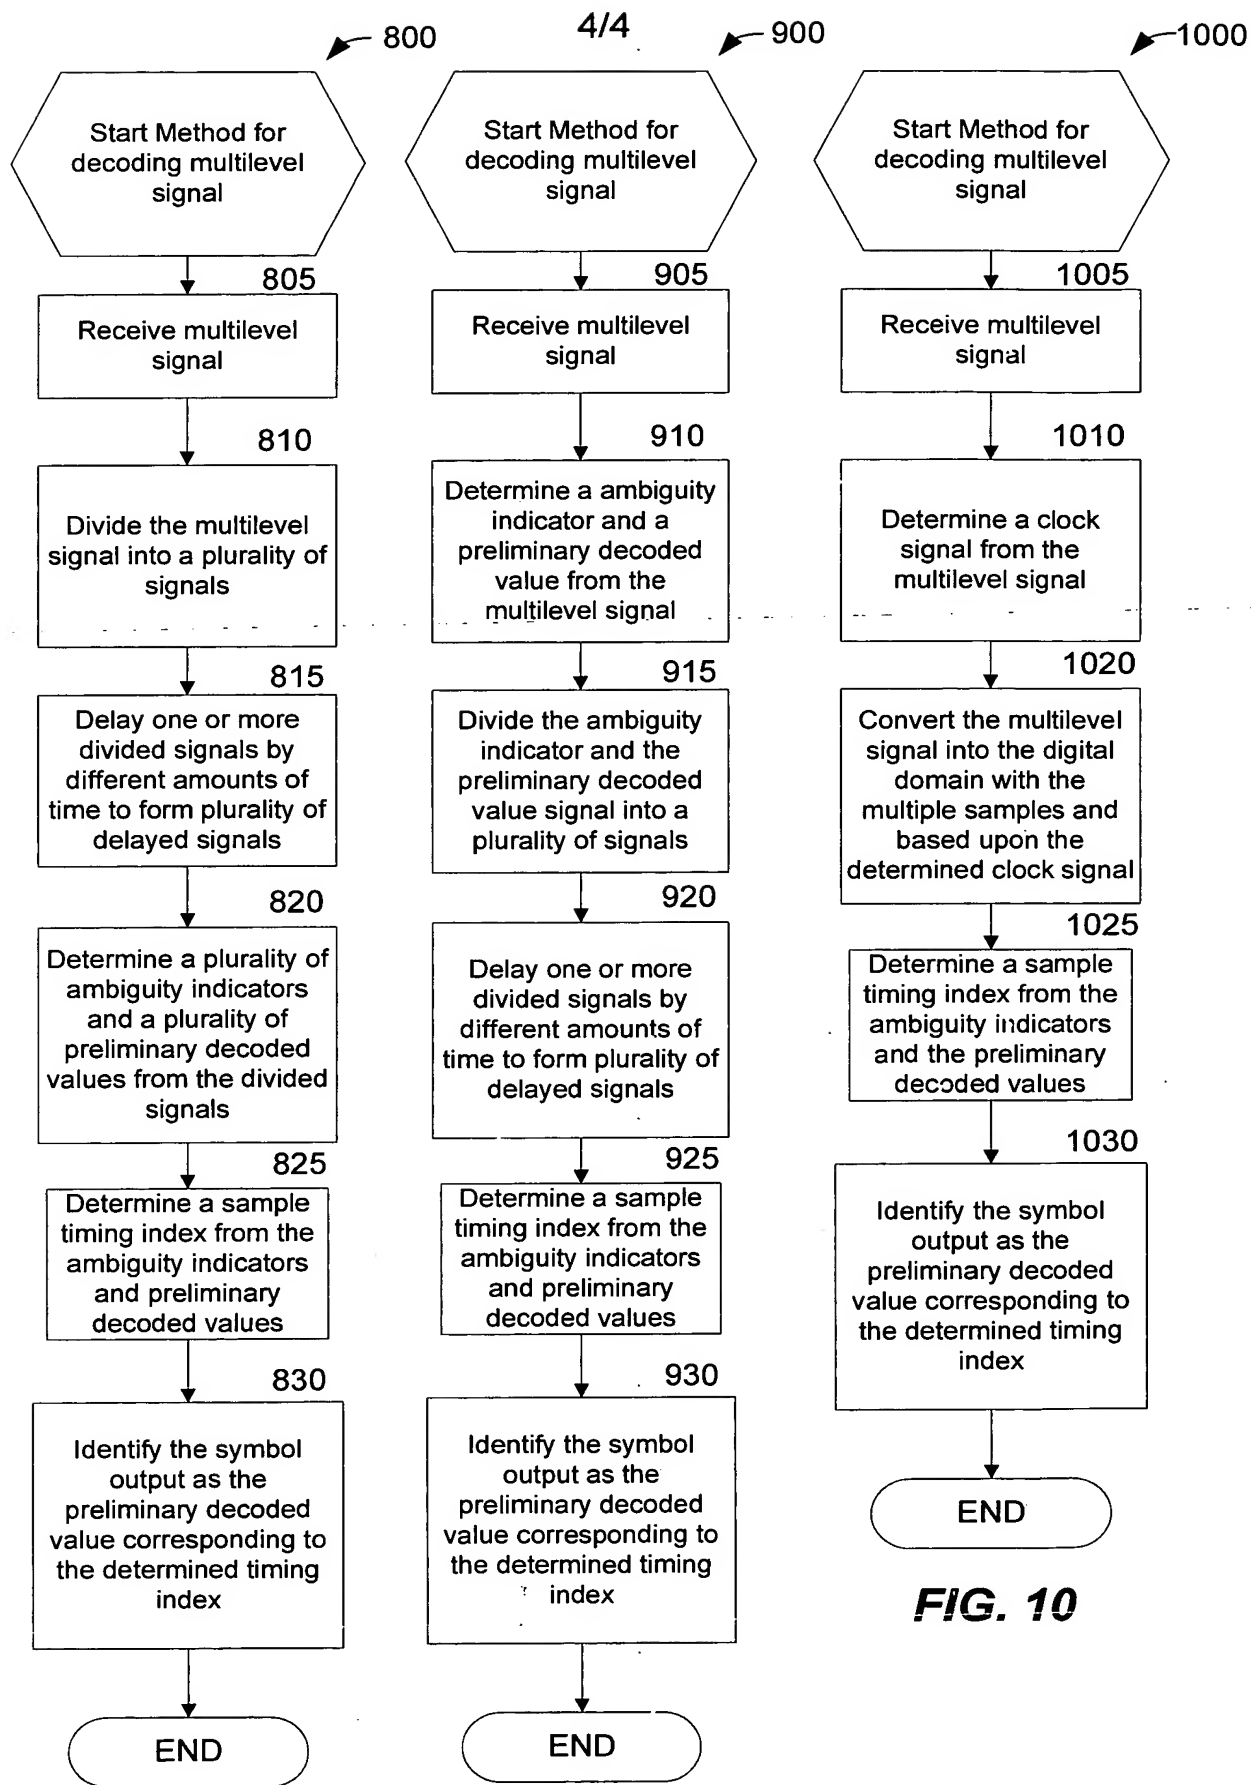 4/4
800
Start Method for
decoding multilevel
signal
805
Receive multilevel
signal
810
Divide the multilevel
signal into a plurality of
signals
815
Delay one or more
divided signals by
different amounts of
time to form plurality of
delayed signals
820
Determine a plurality of
ambiguity indicators
and a plurality of
preliminary decoded
values from the divided
signals
825
Determine a sample
timing index from the
ambiguity indicators
and preliminary
decoded values
830
Identify the symbol
output as the
preliminary decoded
value corresponding to
the determined timing
index
END
900
Start Method for
decoding multilevel
signal
905
Receive multilevel
signal
910
Determine a ambiguity
indicator and a
preliminary decoded
value from the
multilevel signal
915
Divide the ambiguity
indicator and the
preliminary decoded
value signal into a
plurality of signals
920
Delay one or more
divided signals by
different amounts of
time to form plurality of
delayed signals
925
Determine a sample
timing index from the
ambiguity indicators
and preliminary
decoded values
930
Identify the symbol
output as the
preliminary decoded
value corresponding to
the determined timing
index
END
1000
Start Method for
decoding multilevel
signal
1005
Receive multilevel
signal
1010
Determine a clock
signal from the
multilevel signal
1020
Convert the multilevel
signal into the digital
domain with the
multiple samples and
based upon the
determined clock signal
1025
Determine a sample
timing index from the
ambiguity indicators
and the preliminary
decoded values
1030
Identify the symbol
output as the
preliminary decoded
value corresponding to
the determined timing
index
END
FIG. 10